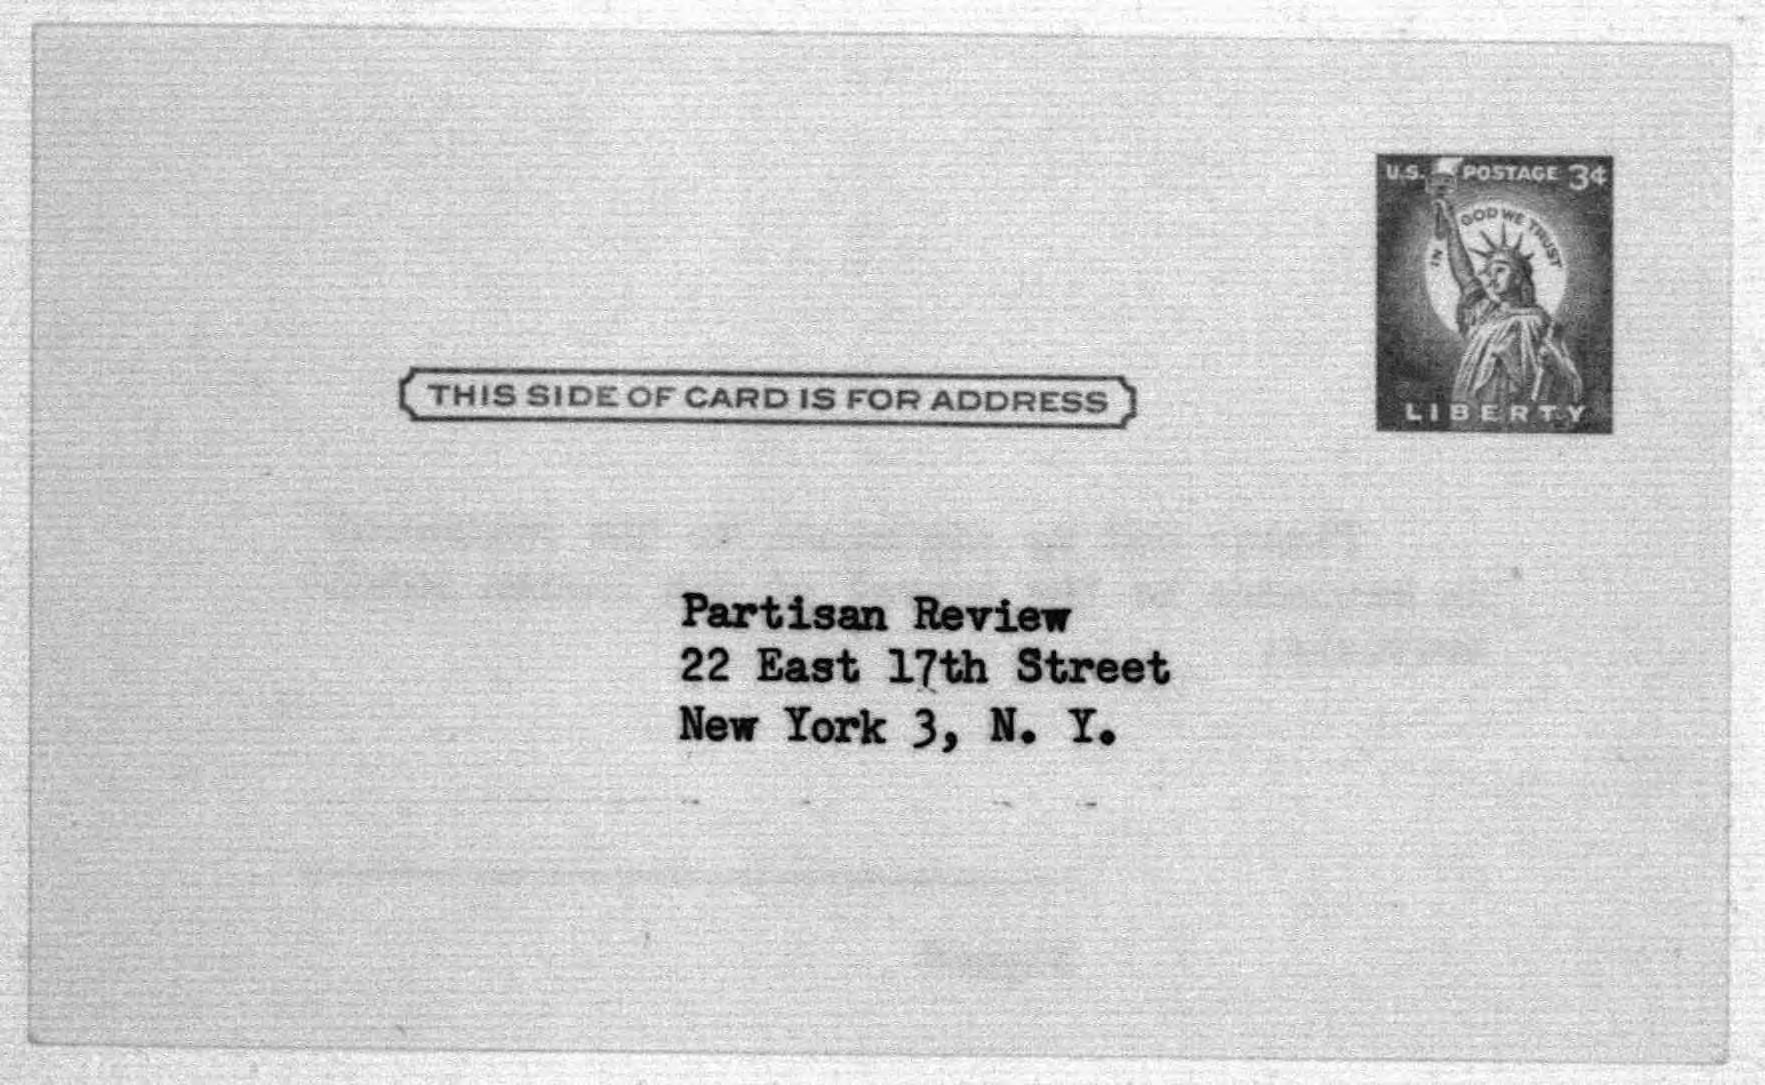 U.S. POSTAGE 3¢
IN GOD WE TRUST
LIBERTY
THIS SIDE OF CARD IS FOR ADDRESS
Partisan Review
22 East 17th Street
New York 3, N. Y.